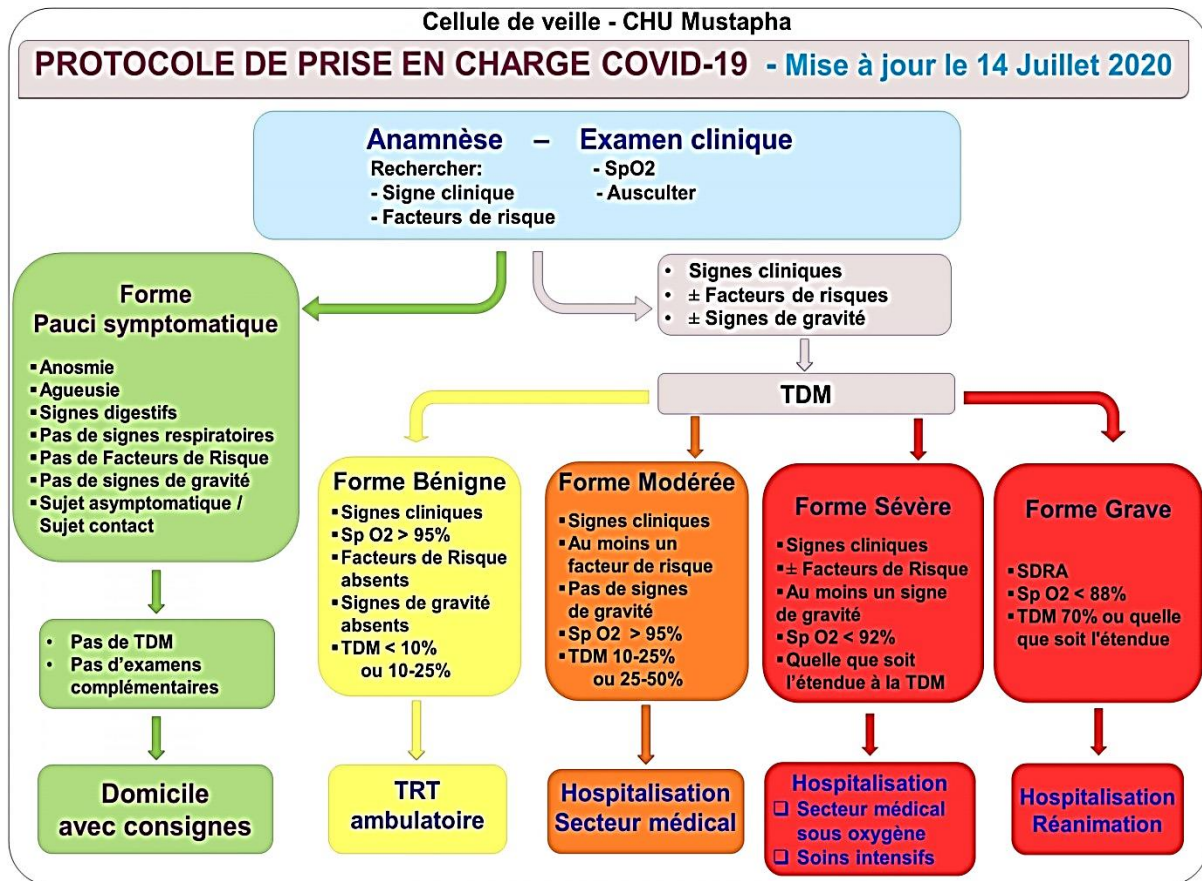 Cellule de veille - CHU Mustapha
PROTOCOLE DE PRISE EN CHARGE COVID-19 - Mise à jour le 14 Juillet 2020
Anamnèse – Examen clinique
Rechercher:
- Signe clinique
- Facteurs de risque
- SpO2
- Ausculter
Forme
Pauci symptomatique
▪ Anosmie
▪ Agueusie
▪ Signes digestifs
▪ Pas de signes respiratoires
▪ Pas de Facteurs de Risque
▪ Pas de signes de gravité
▪ Sujet asymptomatique /
Sujet contact
• Pas de TDM
• Pas d'examens
complémentaires
Domicile
avec consignes
• Signes cliniques
• ± Facteurs de risques
• ± Signes de gravité
TDM
Forme Bénigne
▪ Signes cliniques
▪ Sp O2 > 95%
▪ Facteurs de Risque
absents
▪ Signes de gravité
absents
▪ TDM < 10%
ou 10-25%
TRT
ambulatoire
Forme Modérée
▪ Signes cliniques
▪ Au moins un
facteur de risque
▪ Pas de signes
de gravité
▪ Sp O2 > 95%
▪ TDM 10-25%
ou 25-50%
Hospitalisation
Secteur médical
Forme Sévère
▪ Signes cliniques
▪ ± Facteurs de Risque
▪ Au moins un signe
de gravité
▪ Sp O2 < 92%
▪ Quelle que soit
l'étendue à la TDM
Hospitalisation
❑ Secteur médical
sous oxygène
❑ Soins intensifs
Forme Grave
▪ SDRA
▪ Sp O2 < 88%
▪ TDM 70% ou quelle
que soit l'étendue
Hospitalisation
Réanimation